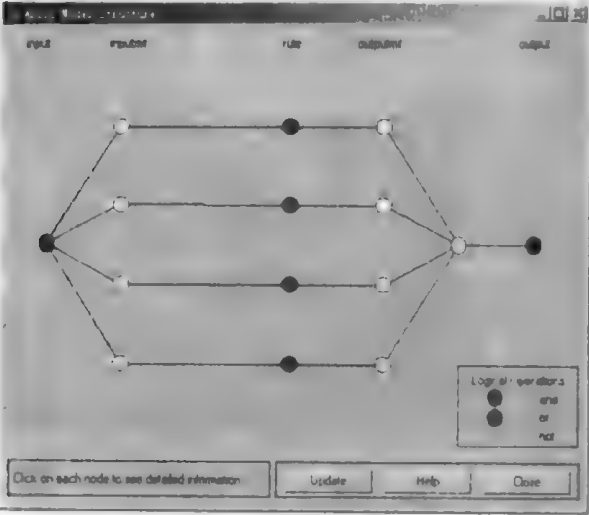 input inputmf rule outputmf output
Logical Operations
and
or
not
Click on each node to see detailed information
Update Help Close